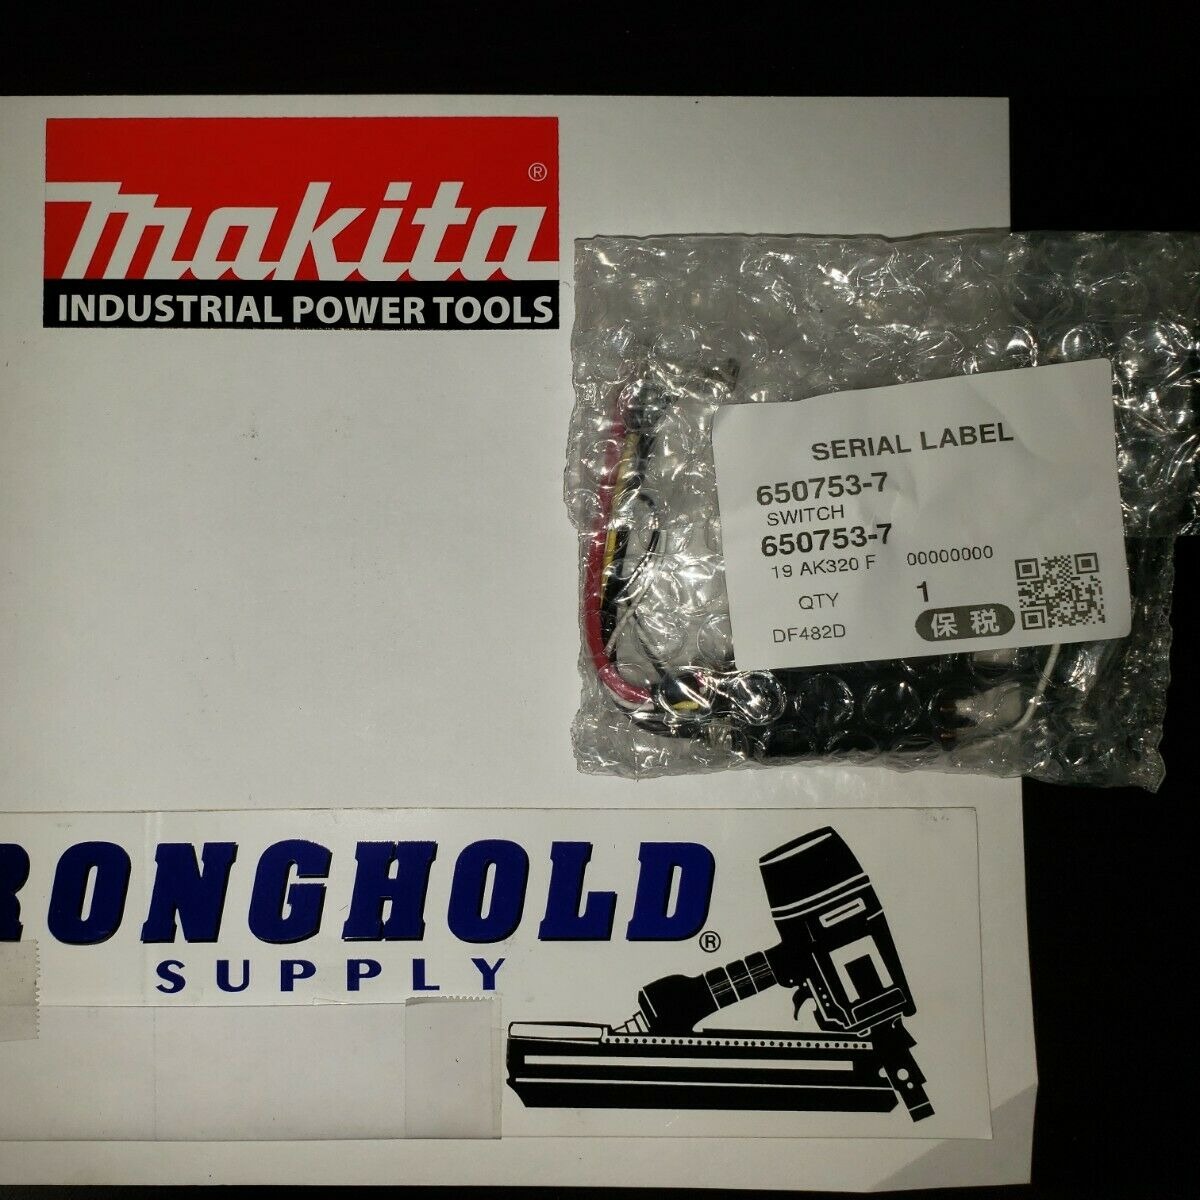 makita®
INDUSTRIAL POWER TOOLS
SERIAL LABEL
650753-7
SWITCH
650753-7
19 AK320 F 00000000
QTY 1
DF482D 保税
RONGHOLD®
SUPPLY